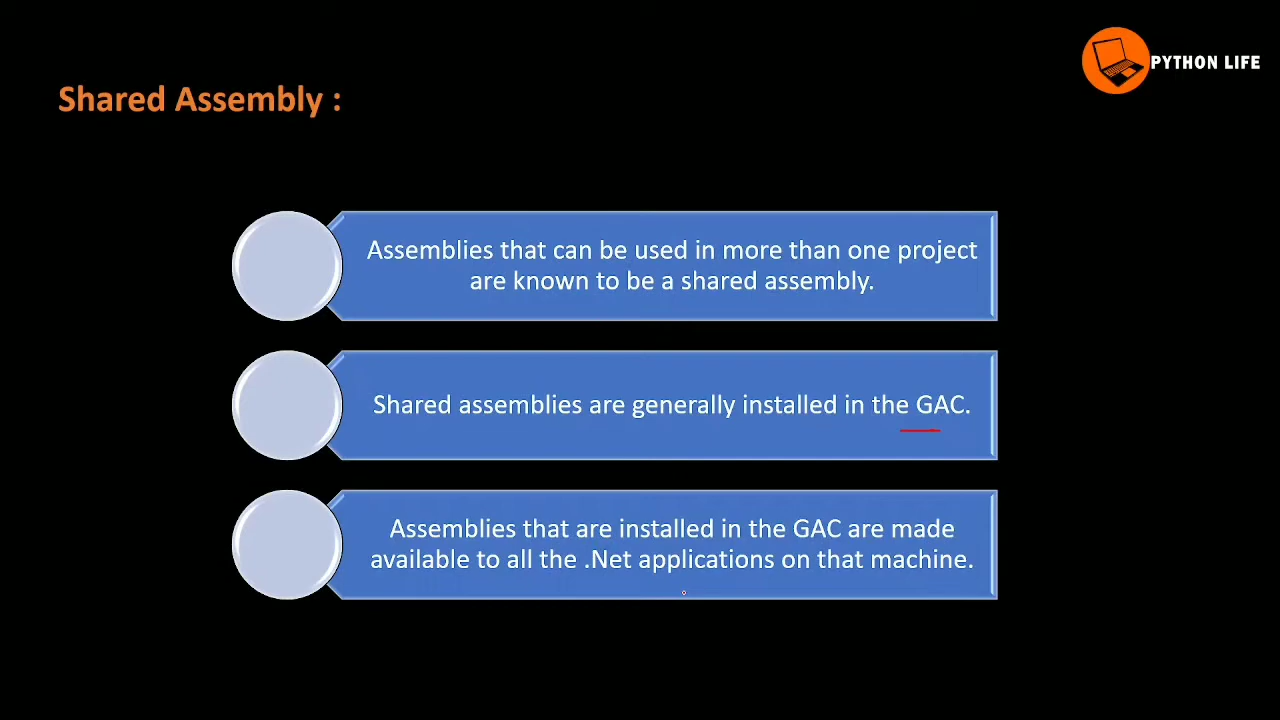 PYTHON LIFE
Shared Assembly :
Assemblies that can be used in more than one project
are known to be a shared assembly.
Shared assemblies are generally installed in the GAC.
Assemblies that are installed in the GAC are made
available to all the .Net applications on that machine.